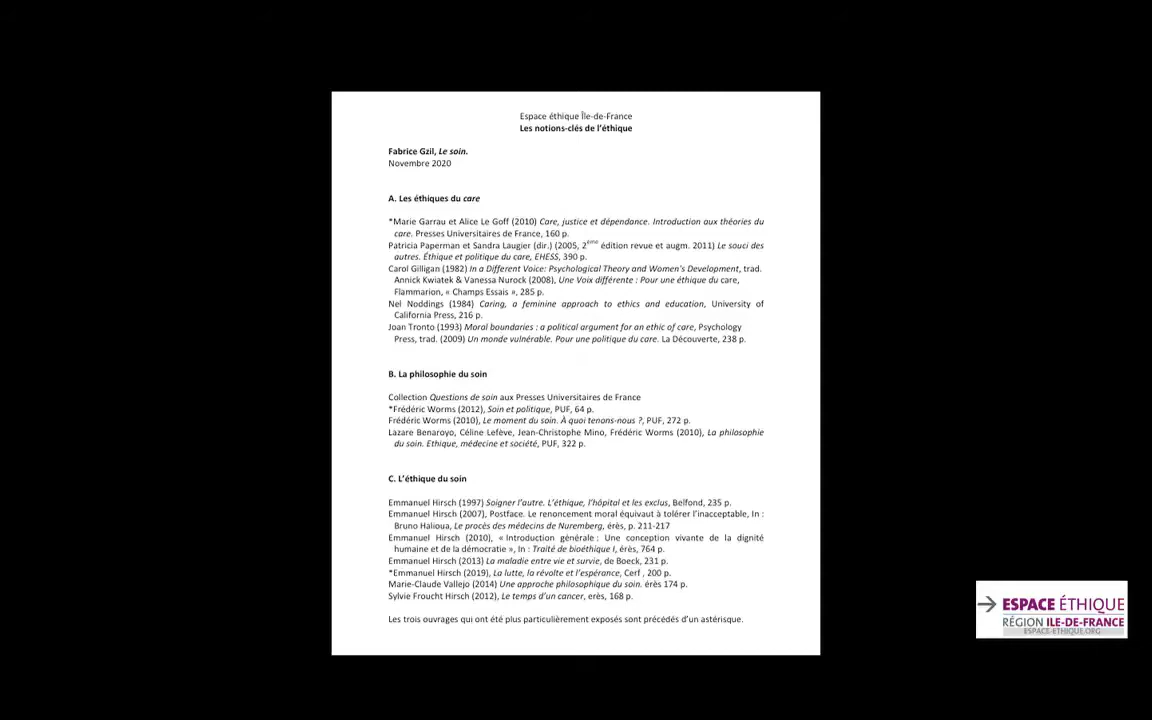 Espace éthique Île-de-France
Les notions-clés de l'éthique
Fabrice Gzil, Le soin.
Novembre 2020
A. Les éthiques du care
*Marie Garrau et Alice Le Goff (2010) Care, justice et dépendance. Introduction aux théories du
care. Presses Universitaires de France, 160 p.
Patricia Paperman et Sandra Laugier (dir.) (2005, 2ème édition revue et augm. 2011) Le souci des
autres. Éthique et politique du care, EHESS, 390 p.
Carol Gilligan (1982) In a Different Voice: Psychological Theory and Women's Development, trad.
Annick Kwiatek & Vanessa Nurock (2008), Une Voix différente : Pour une éthique du care,
Flammarion, « Champs Essais », 285 p.
Nel Noddings (1984) Caring, a feminine approach to ethics and education, University of
California Press, 216 p.
Joan Tronto (1993) Moral boundaries : a political argument for an ethic of care, Psychology
Press, trad. (2009) Un monde vulnérable. Pour une politique du care. La Découverte, 238 p.
B. La philosophie du soin
Collection Questions de soin aux Presses Universitaires de France
*Frédéric Worms (2012), Soin et politique, PUF, 64 p.
Frédéric Worms (2010), Le moment du soin. À quoi tenons-nous ?, PUF, 272 p.
Lazare Benaroyo, Céline Lefève, Jean-Christophe Mino, Frédéric Worms (2010), La philosophie
du soin. Ethique, médecine et société, PUF, 322 p.
C. L'éthique du soin
Emmanuel Hirsch (1997) Soigner l'autre. L'éthique, l'hôpital et les exclus, Belfond, 235 p.
Emmanuel Hirsch (2007), Postface. Le renoncement moral équivaut à tolérer l'inacceptable, In :
Bruno Halioua, Le procès des médecins de Nuremberg, érès, p. 211-217
Emmanuel Hirsch (2010), « Introduction générale : Une conception vivante de la dignité
humaine et de la démocratie », In : Traité de bioéthique I, érès, 764 p.
Emmanuel Hirsch (2013) La maladie entre vie et survie, de Boeck, 231 p.
*Emmanuel Hirsch (2019), La lutte, la révolte et l'espérance, Cerf , 200 p.
Marie-Claude Vallejo (2014) Une approche philosophique du soin. érès 174 p.
Sylvie Froucht Hirsch (2012), Le temps d'un cancer, erès, 168 p.
Les trois ouvrages qui ont été plus particulièrement exposés sont précédés d'un astérisque.
ESPACE ÉTHIQUE
RÉGION ILE-DE-FRANCE
ESPACE-ETHIQUE.ORG